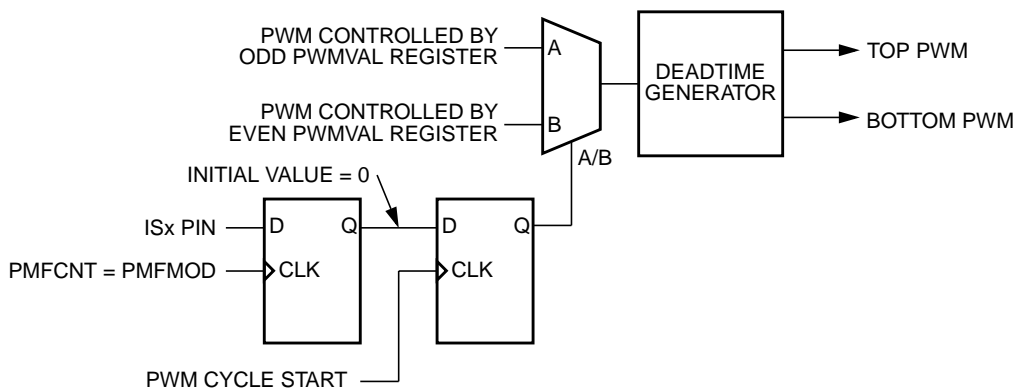 PWM CONTROLLED BY
ODD PWMVAL REGISTER
A
DEADTIME
GENERATOR
TOP PWM
PWM CONTROLLED BY
EVEN PWMVAL REGISTER
B
BOTTOM PWM
A/B
INITIAL VALUE = 0
ISx PIN
D
Q
D
Q
PMFCNT = PMFMOD
CLK
CLK
PWM CYCLE START